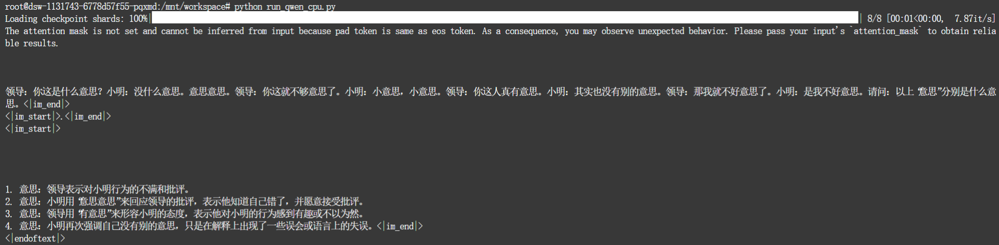 root@dsw-1131743-6778d57f55-pqxmd:/mnt/workspace# python run_qwen_cpu.py
Loading checkpoint shards: 100%| | 8/8 [00:01<00:00,  7.87it/s]
The attention mask is not set and cannot be inferred from input because pad token is same as eos token. As a consequence, you may observe unexpected behavior. Please pass your input's `attention_mask` to obtain relia
ble results.
领导：你这是什么意思？小明：没什么意思。意思意思。领导：你这就不够意思了。小明：小意思，小意思。领导：你这人真有意思。小明：其实也没有别的意思。领导：那我就不好意思了。小明：是我不好意思。请问：以上“意思”分别是什么意
思。<|im_end|>
<|im_start|>.<|im_end|>
<|im_start|>
1. 意思：领导表示对小明行为的不满和批评。
2. 意思：小明用“意思意思”来回应领导的批评，表示他知道自己错了，并愿意接受批评。
3. 意思：领导用“有意思”来形容小明的态度，表示他对小明的行为感到有趣或不以为然。
4. 意思：小明再次强调自己没有别的意思，只是在解释上出现了一些误会或语言上的失误。<|im_end|>
<|endoftext|>